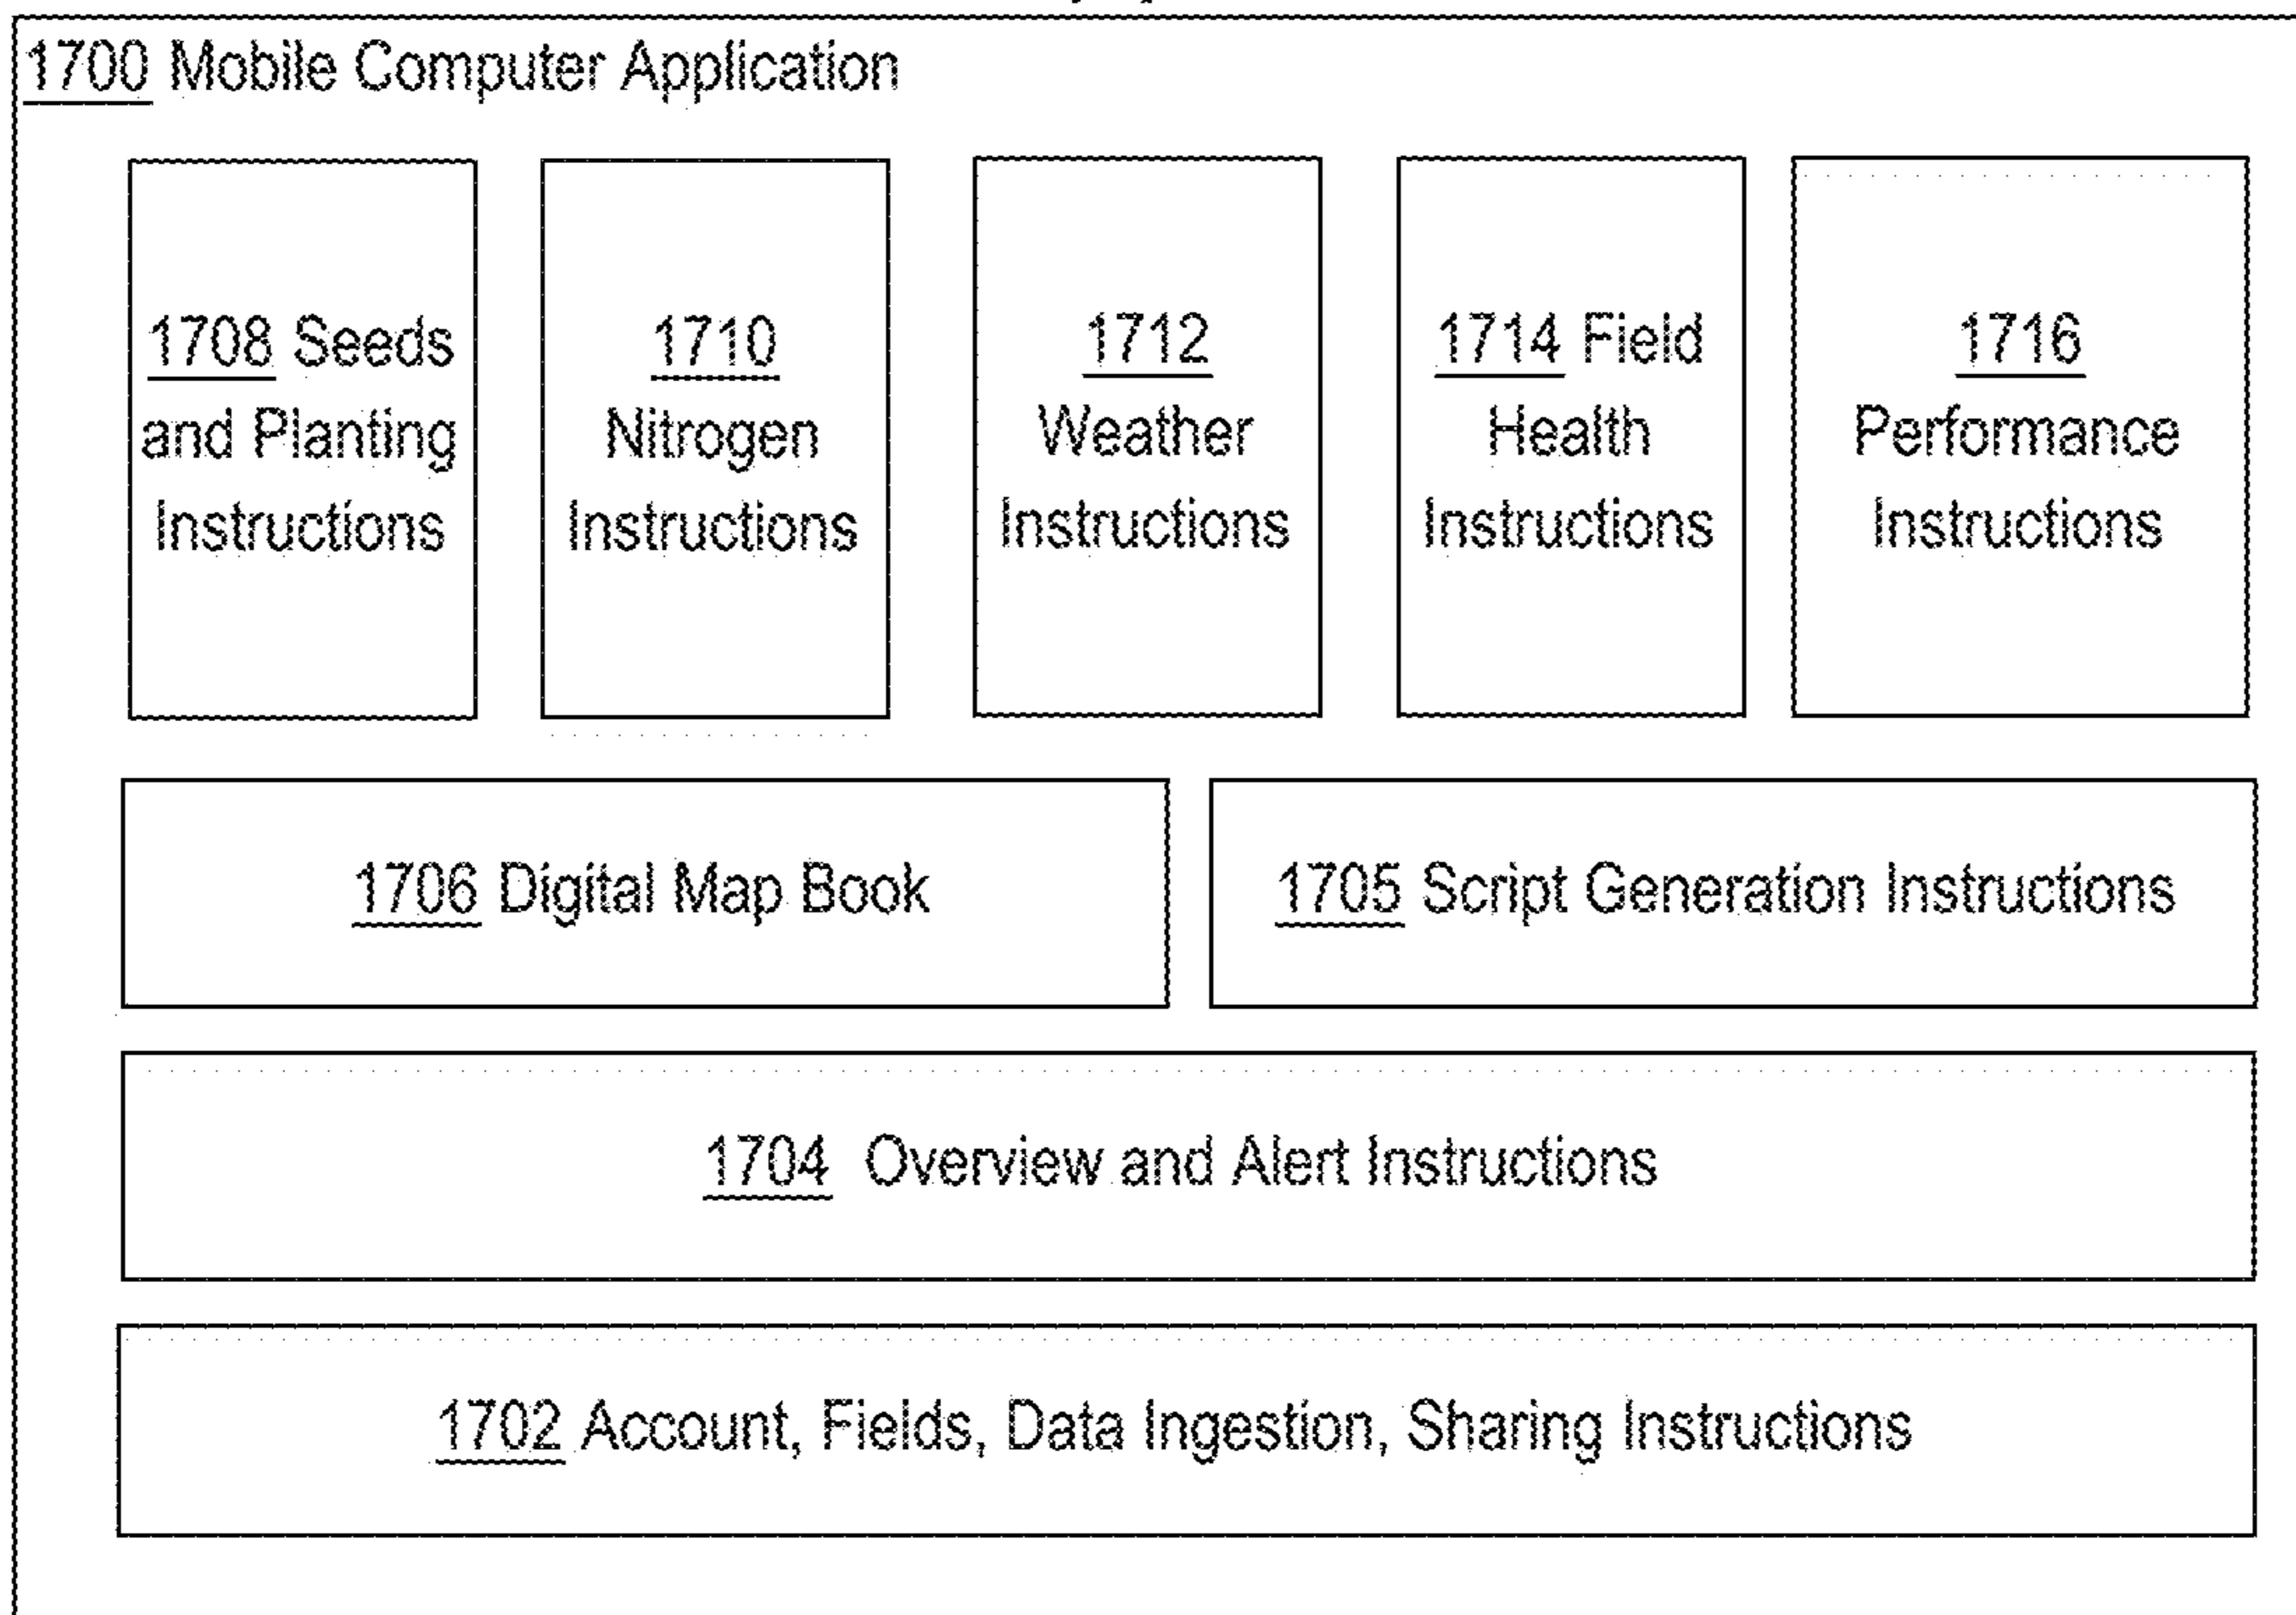 1700 Mobile Computer Application
1708 Seeds
and Planting
Instructions
1710
Nitrogen
Instructions
1712
Weather
Instructions
1714 Field
Health
Instructions
1716
Performance
Instructions
1706 Digital Map Book
1705 Script Generation Instructions
1704 Overview and Alert Instructions
1702 Account, Fields, Data Ingestion, Sharing Instructions